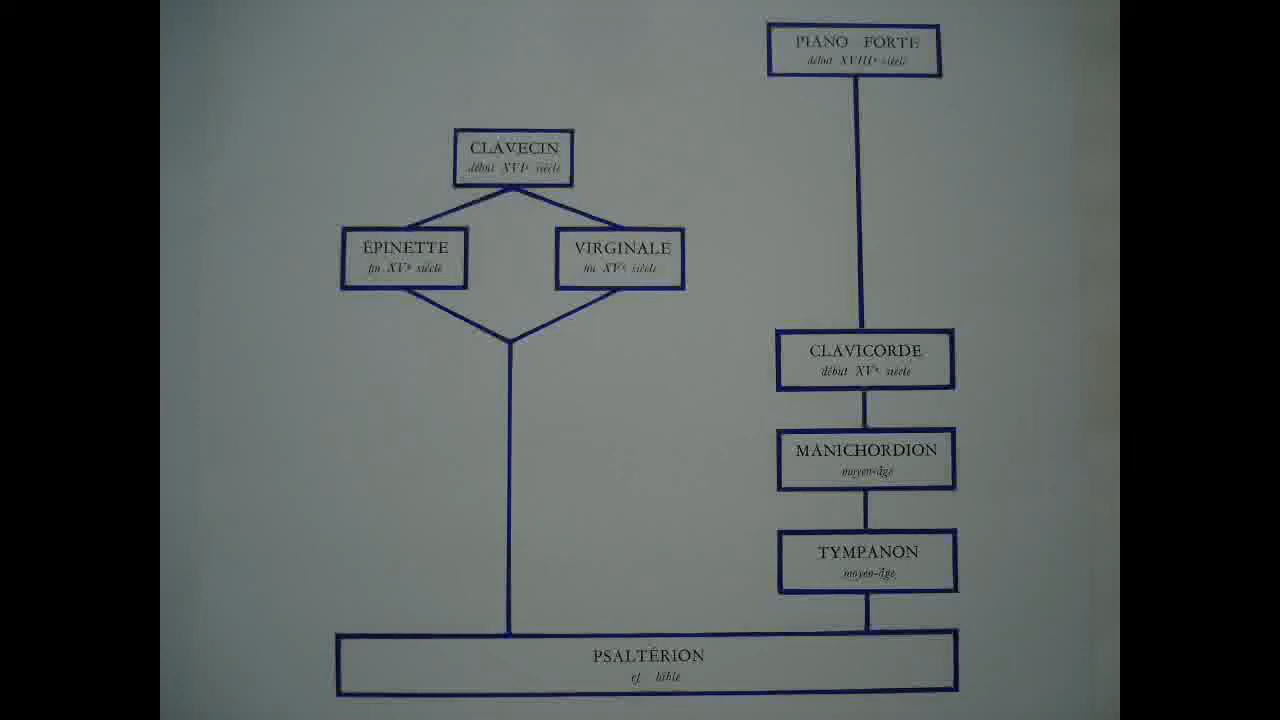 PIANO FORTE
début XVIIIe siècle
CLAVECIN
début XVIe siècle
ÉPINETTE
fin XVe siècle
VIRGINALE
fin XVe siècle
CLAVICORDE
début XVe siècle
MANICHORDION
moyen-âge
TYMPANON
moyen-âge
PSALTÉRION
cf bible